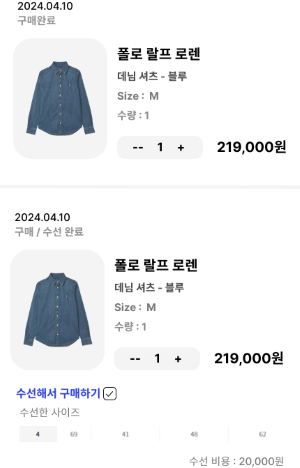 2024.04.10
구매완료
폴로 랄프 로렌
데님 셔츠 - 블루
Size : M
수량 : 1
-- 1 +
219,000원
2024.04.10
구매 / 수선 완료
폴로 랄프 로렌
데님 셔츠 - 블루
Size : M
수량 : 1
-- 1 +
219,000원
수선해서 구매하기
수선한 사이즈
4 69 41 48 62
수선 비용 : 20,000원